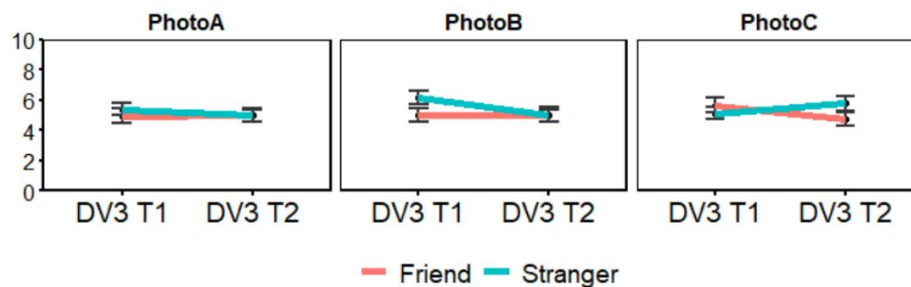 PhotoA PhotoB PhotoC
10
8
6
4
2
0
DV3 T1 DV3 T2 DV3 T1 DV3 T2 DV3 T1 DV3 T2
Friend Stranger